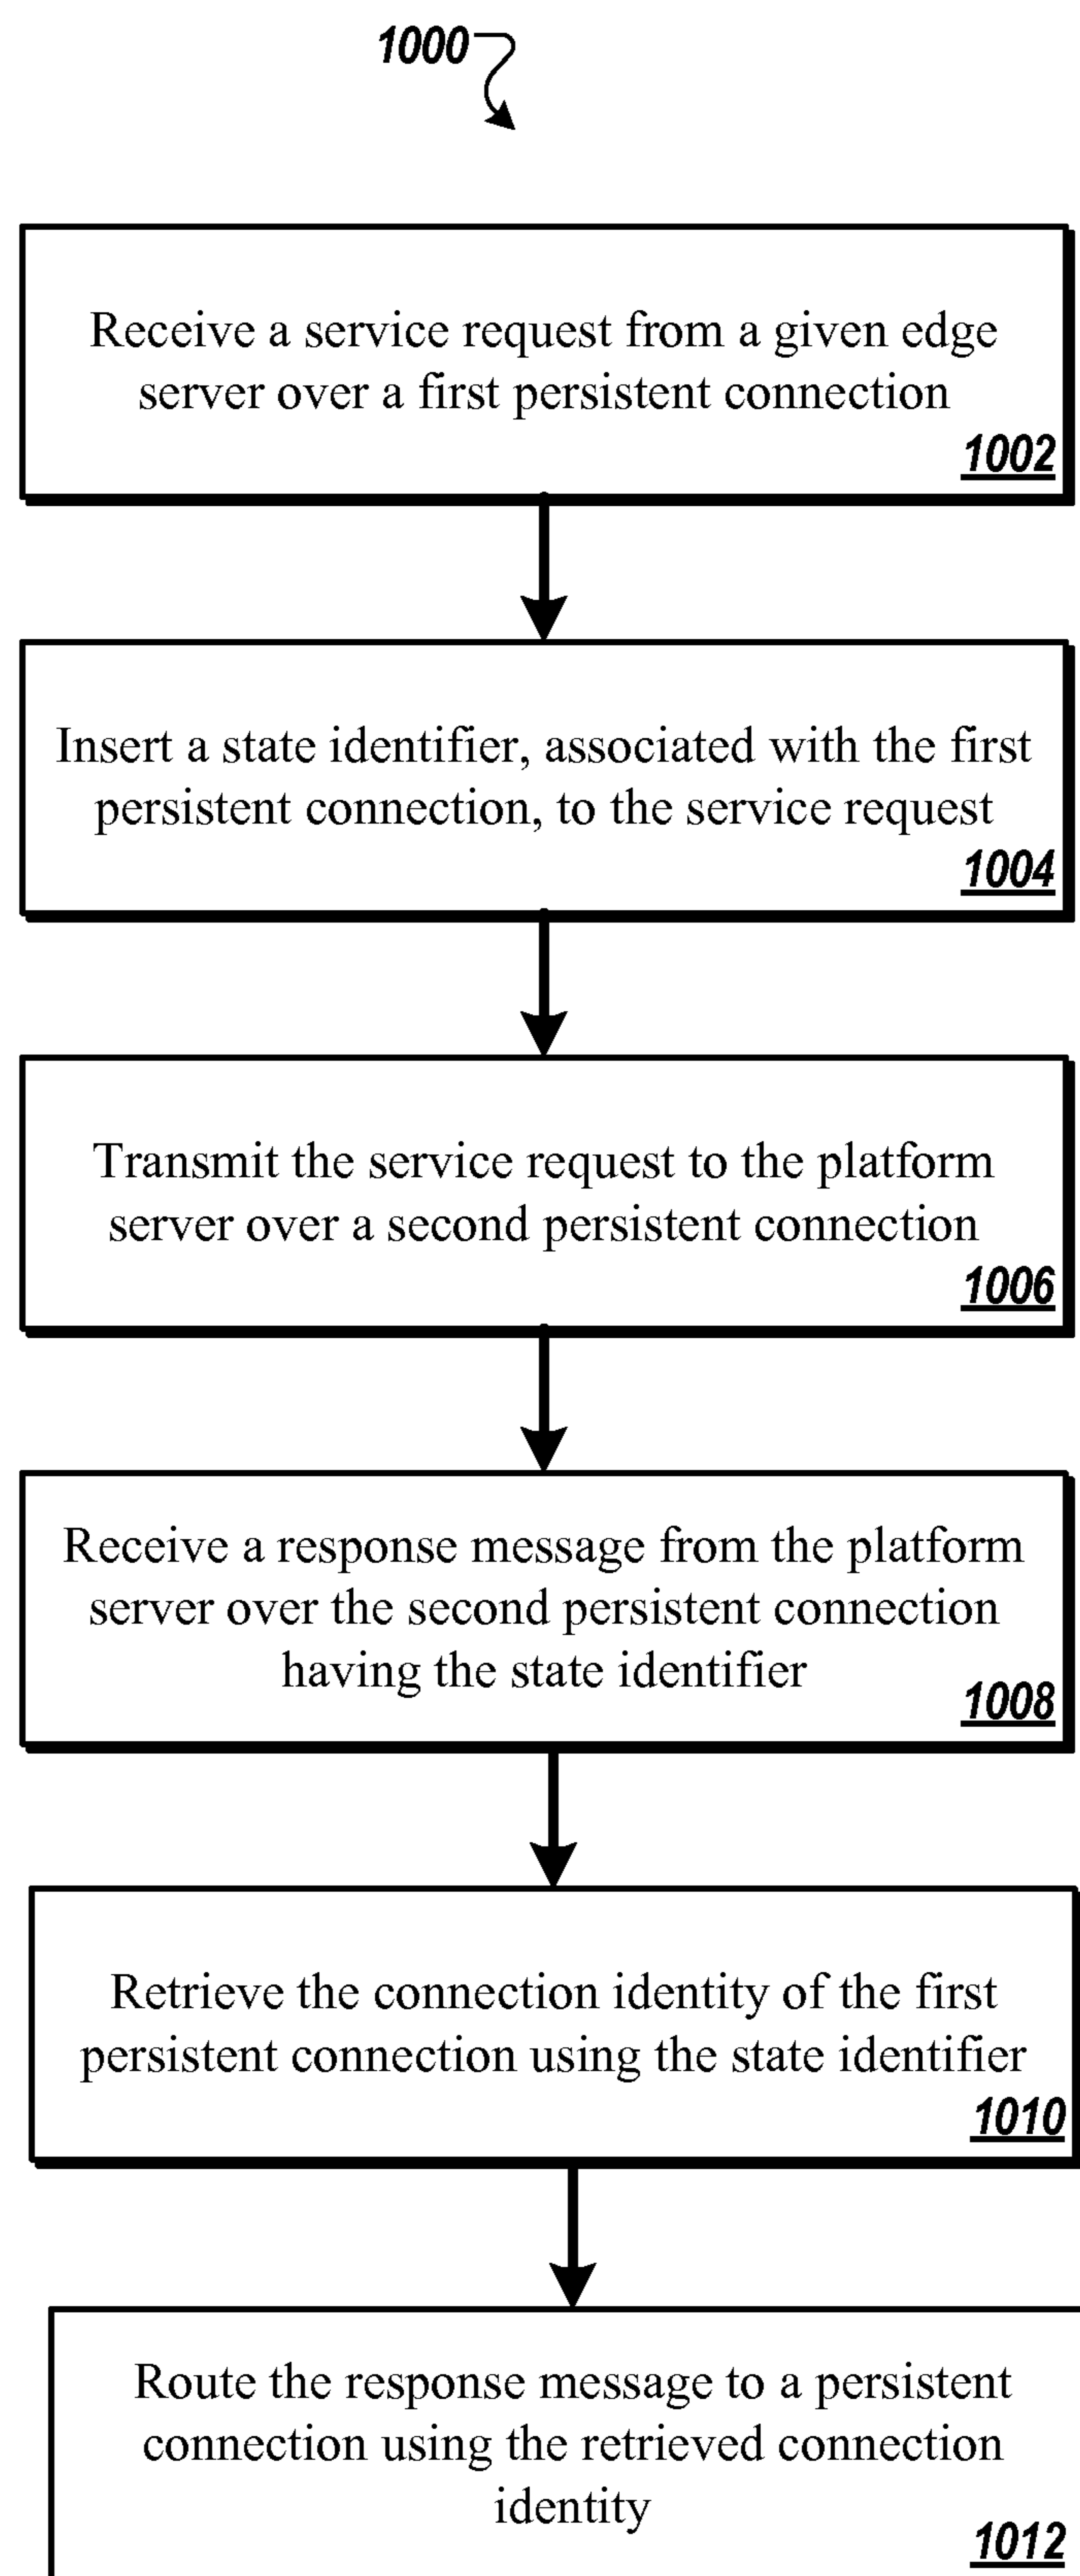 1000
Receive a service request from a given edge
server over a first persistent connection
1002
Insert a state identifier, associated with the first
persistent connection, to the service request
1004
Transmit the service request to the platform
server over a second persistent connection
1006
Receive a response message from the platform
server over the second persistent connection
having the state identifier
1008
Retrieve the connection identity of the first
persistent connection using the state identifier
1010
Route the response message to a persistent
connection using the retrieved connection
identity
1012